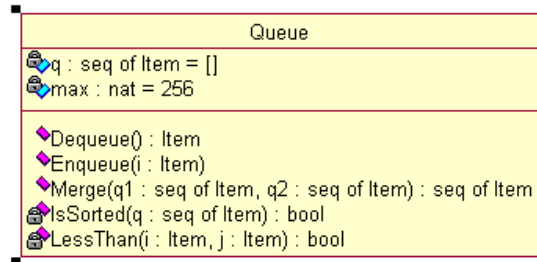 Queue
q : seq of Item = []
max : nat = 256
Dequeue() : Item
Enqueue(i : Item)
Merge(q1 : seq of Item, q2 : seq of Item) : seq of Item
IsSorted(q : seq of Item) : bool
LessThan(i : Item, j : Item) : bool